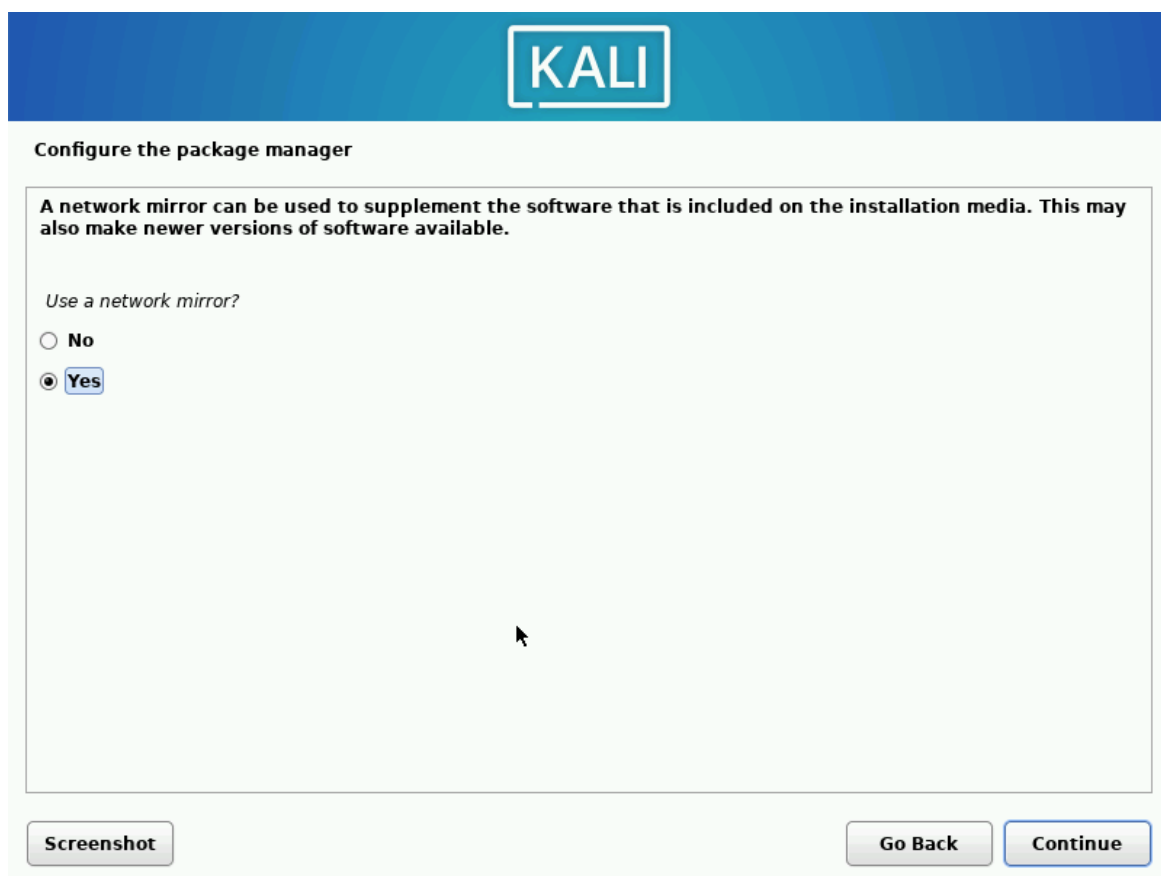 KALI
Configure the package manager
A network mirror can be used to supplement the software that is included on the installation media. This may
also make newer versions of software available.
Use a network mirror?
No
Yes
Screenshot
Go Back
Continue